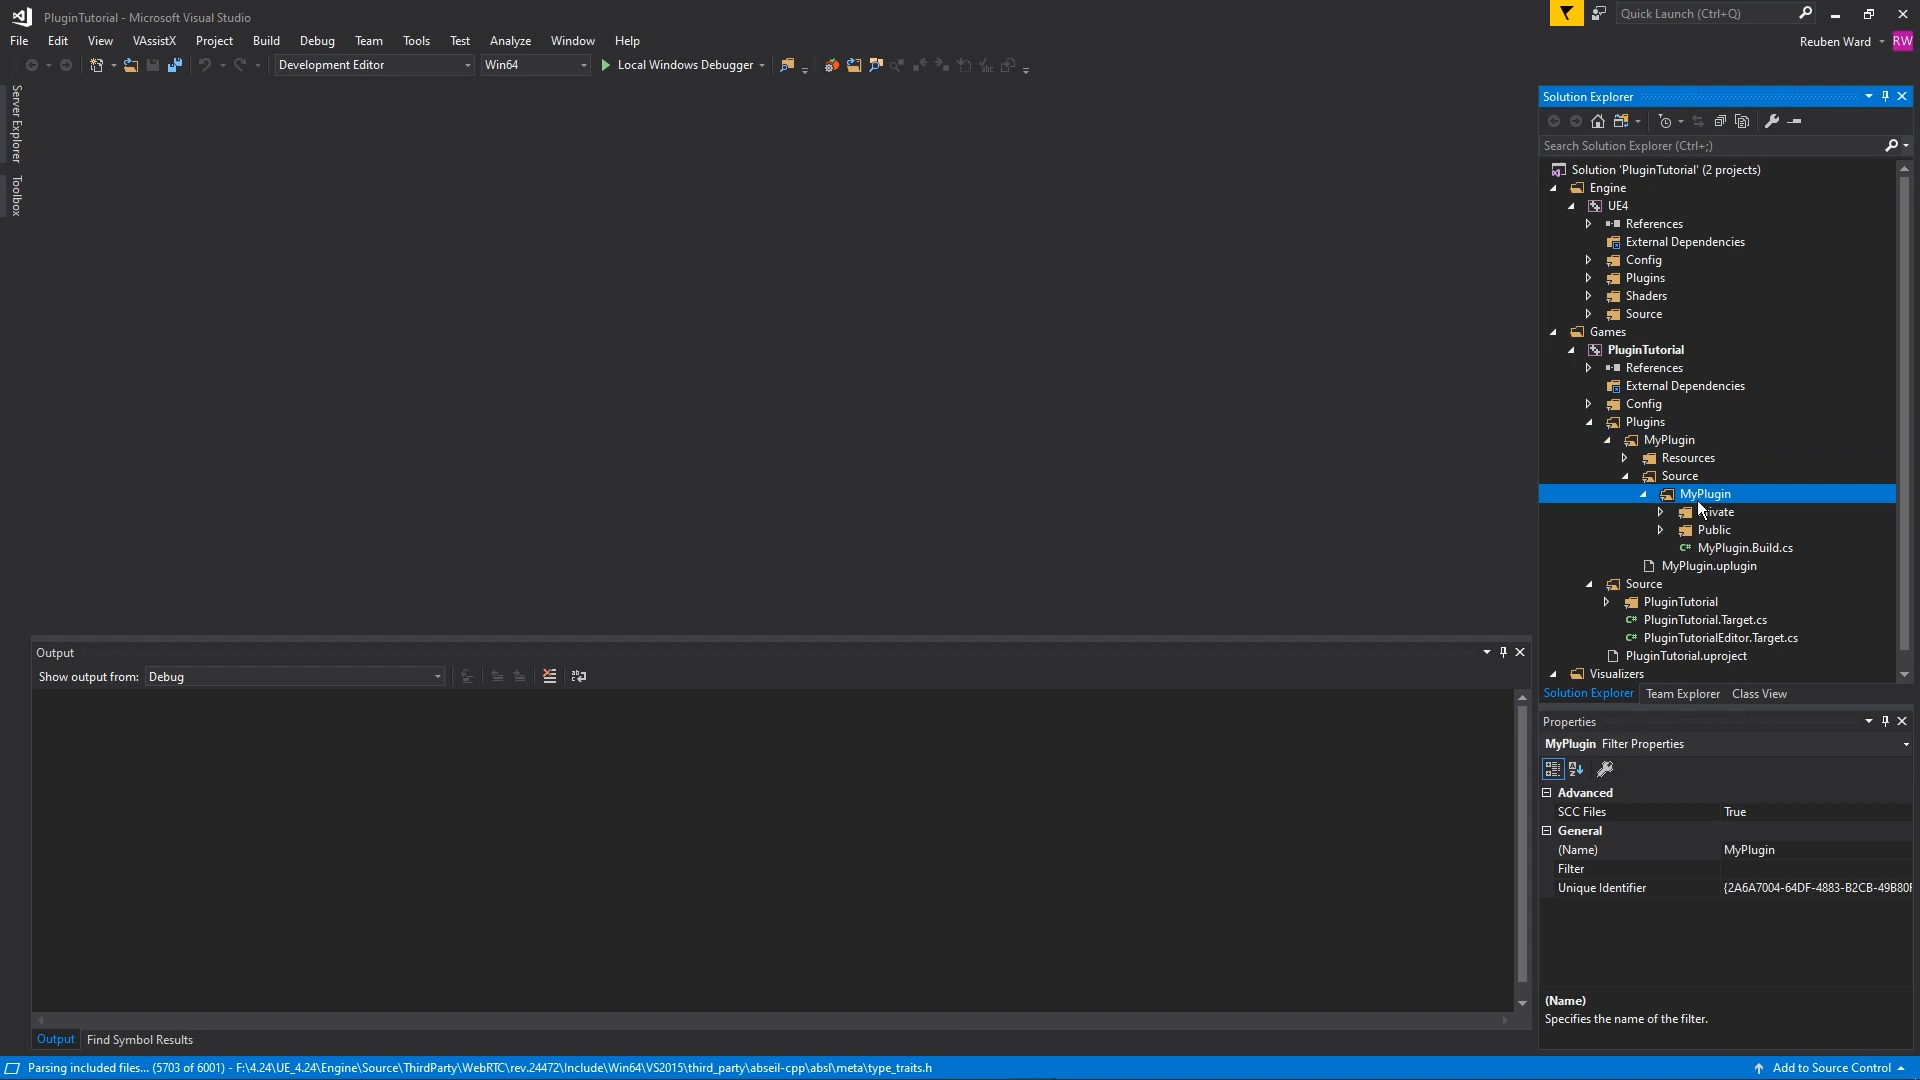 PluginTutorial - Microsoft Visual Studio
Quick Launch (Ctrl+Q)
File Edit View VAssistX Project Build Debug Team Tools Test Analyze Window Help
Reuben Ward RW
Development Editor Win64 Local Windows Debugger
Server Explorer
Toolbox
Solution Explorer
Search Solution Explorer (Ctrl+;)
Solution 'PluginTutorial' (2 projects)
Engine
UE4
References
External Dependencies
Config
Plugins
Shaders
Source
Games
PluginTutorial
References
External Dependencies
Config
Plugins
MyPlugin
Resources
Source
MyPlugin
Private
Public
MyPlugin.Build.cs
MyPlugin.uplugin
Source
PluginTutorial
PluginTutorial.Target.cs
PluginTutorialEditor.Target.cs
PluginTutorial.uproject
Visualizers
Solution Explorer Team Explorer Class View
Output
Show output from: Debug
Output Find Symbol Results
Properties
MyPlugin Filter Properties
Advanced
SCC Files True
General
(Name) MyPlugin
Filter
Unique Identifier {2A6A7004-64DF-4883-B2CB-49B80F
(Name)
Specifies the name of the filter.
Parsing included files... (5703 of 6001) - F:\4.24\UE_4.24\Engine\Source\ThirdParty\WebRTC\rev.24472\Include\Win64\VS2015\third_party\abseil-cpp\absl\meta\type_traits.h
Add to Source Control